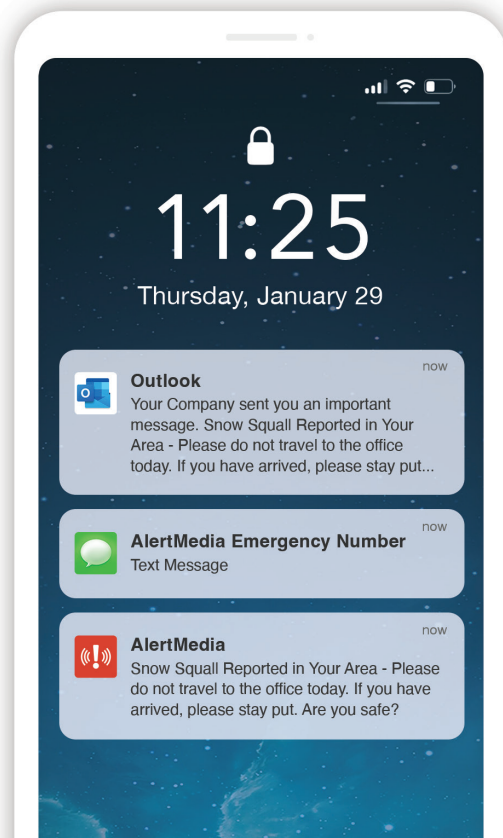 11:25
Thursday, January 29
now
Outlook
Your Company sent you an important
message. Snow Squall Reported in Your
Area - Please do not travel to the office
today. If you have arrived, please stay put...
now
AlertMedia Emergency Number
Text Message
now
AlertMedia
Snow Squall Reported in Your Area - Please
do not travel to the office today. If you have
arrived, please stay put. Are you safe?